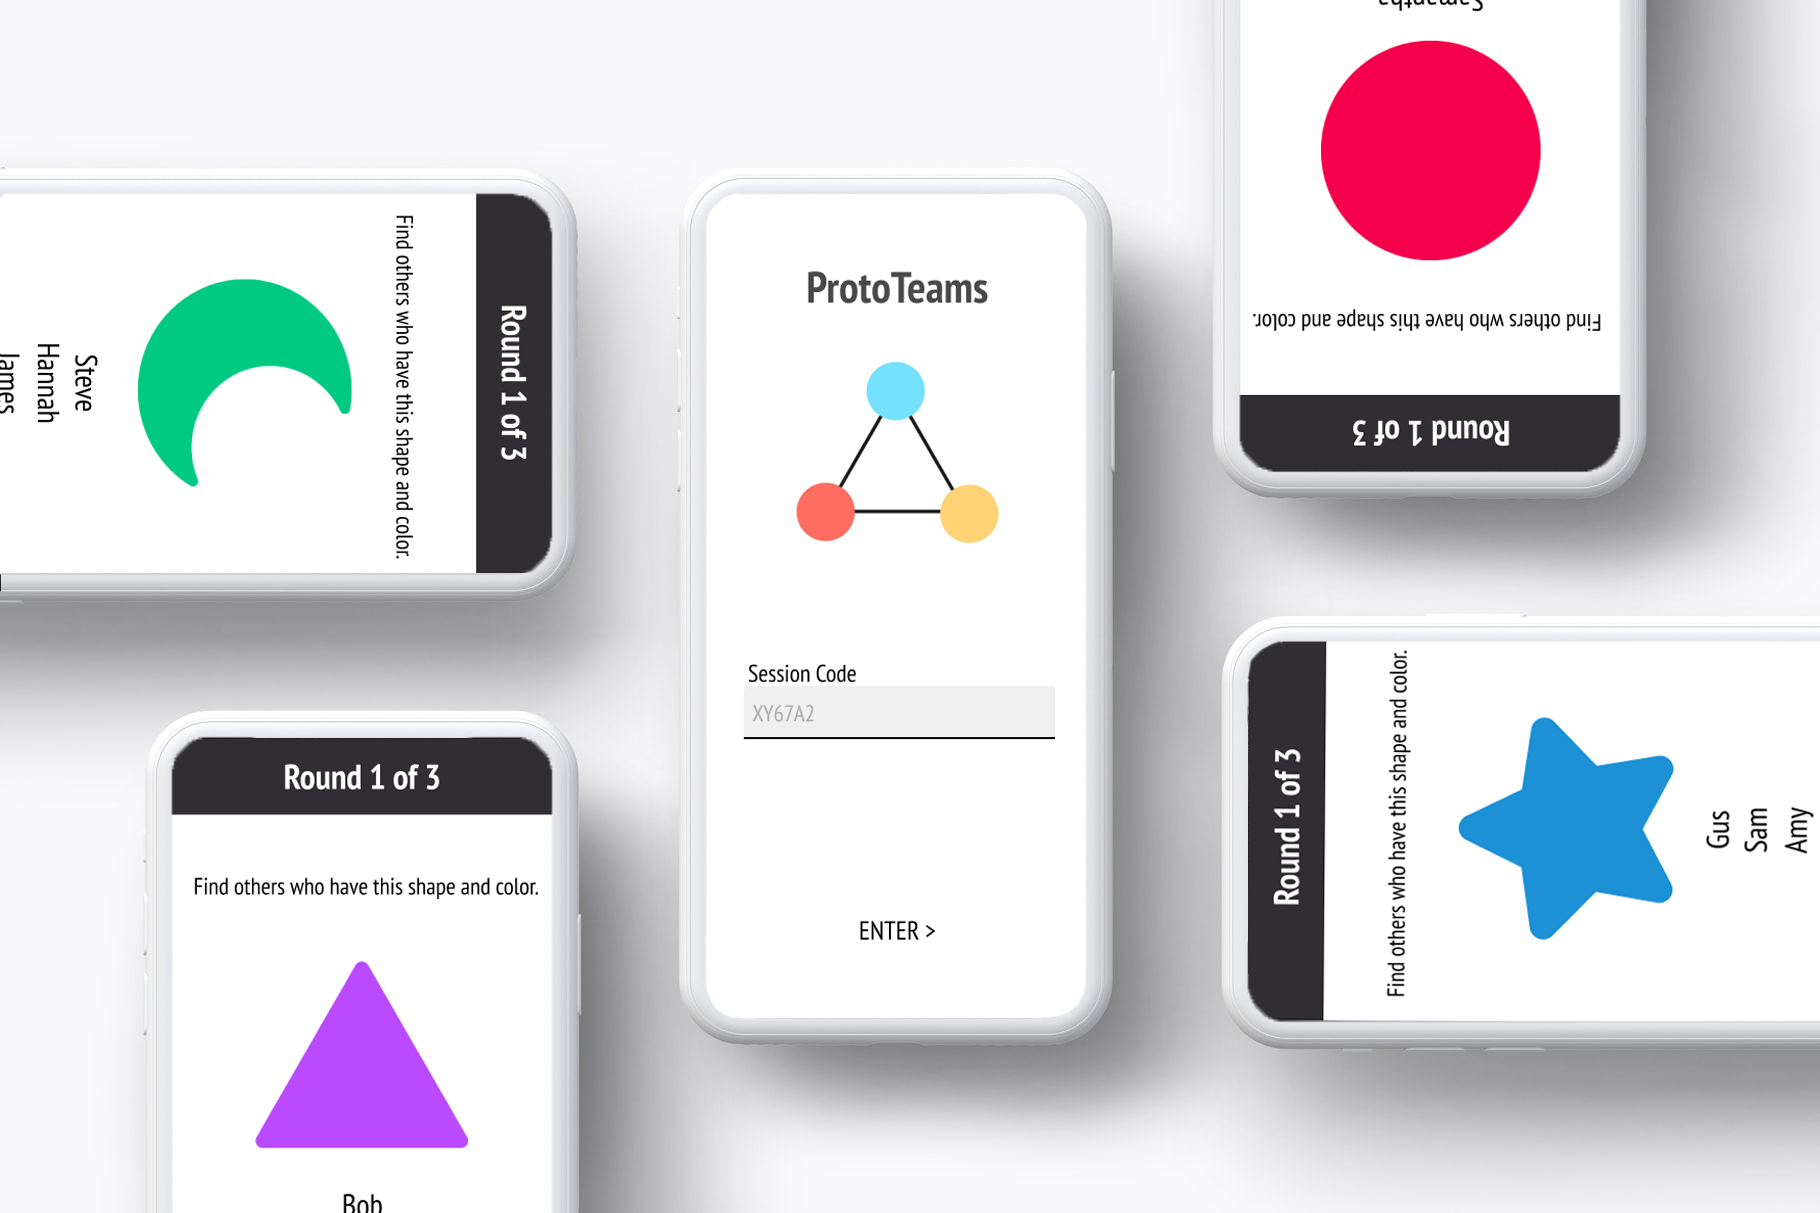 Samantha
Find others who have this shape and color.
Round 1 of 3
Round 1 of 3
Find others who have this shape and color.
Steve
Hannah
James
ProtoTeams
Session Code
XY67A2
ENTER >
Round 1 of 3
Find others who have this shape and color.
Gus
Sam
Amy
Round 1 of 3
Find others who have this shape and color.
Bob